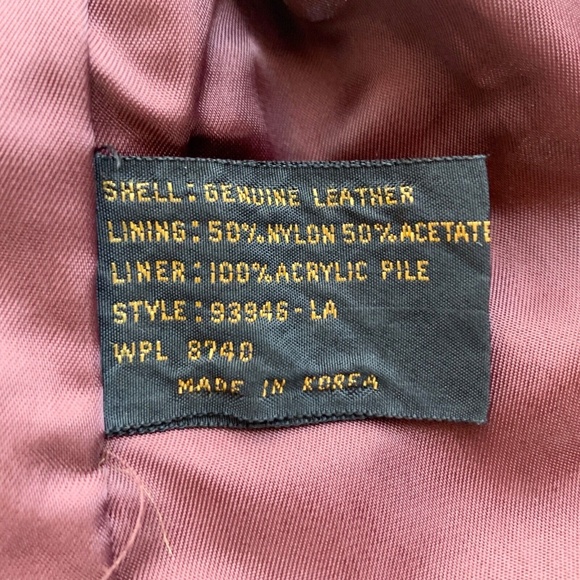 SHELL: GENUINE LEATHER
LINING: 50% NYLON 50% ACETATE
LINER: 100% ACRYLIC PILE
STYLE: 93946-LA
WPL 8740
MADE IN KOREA